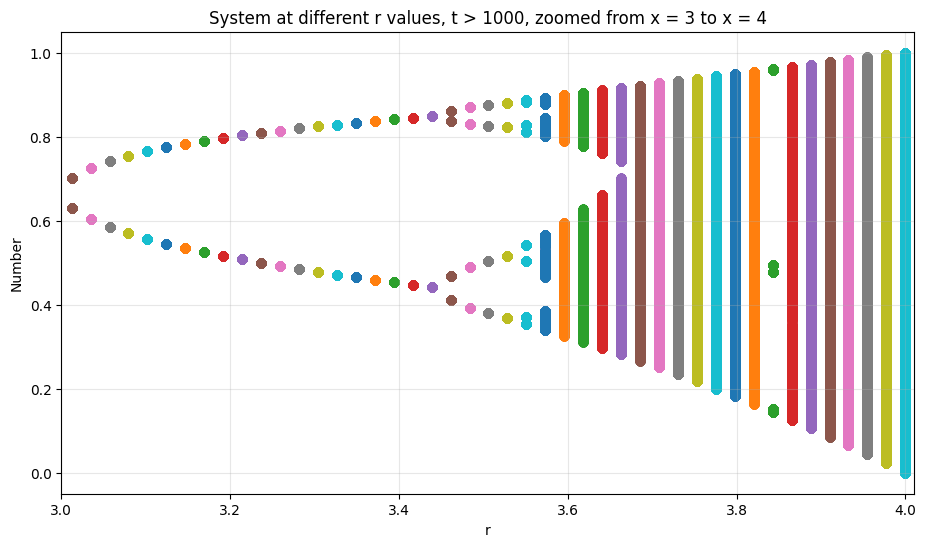 System at different r values, t > 1000, zoomed from x = 3 to x = 4
Number
1.0
0.8
0.6
0.4
0.2
0.0
3.0 3.2 3.4 3.6 3.8 4.0
r